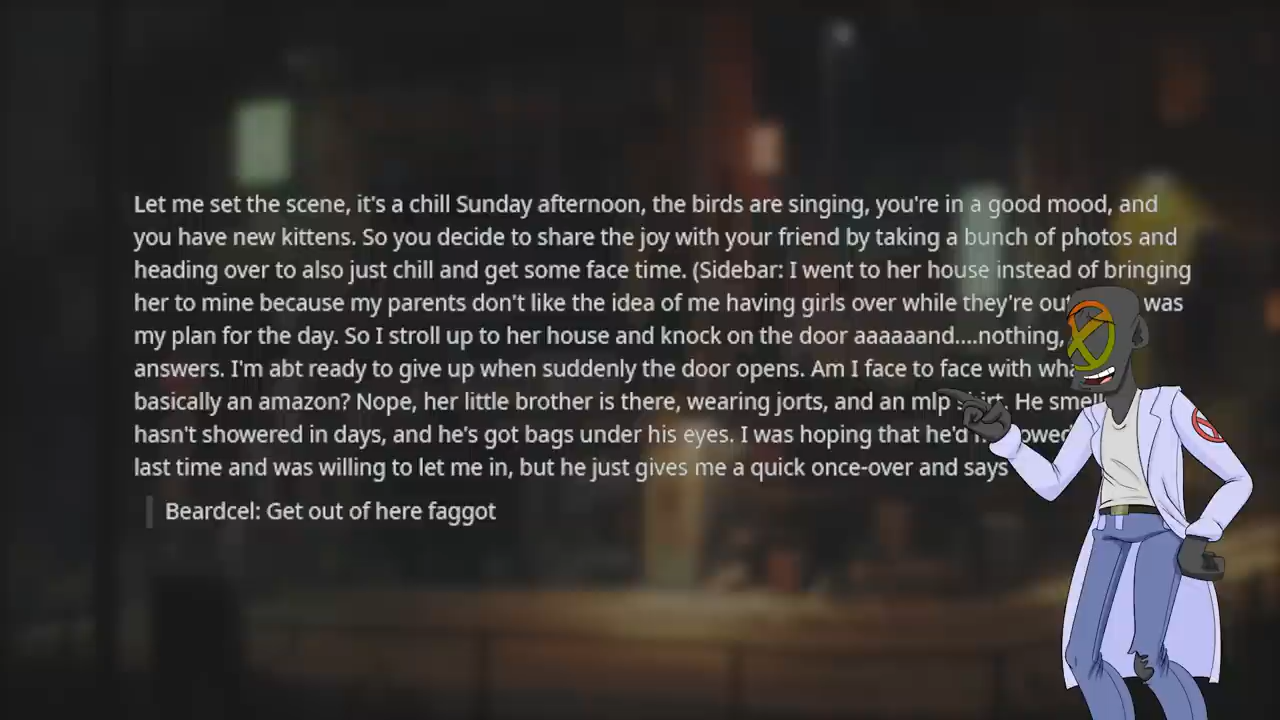 Let me set the scene, it's a chill Sunday afternoon, the birds are singing, you're in a good mood, and
you have new kittens. So you decide to share the joy with your friend by taking a bunch of photos and
heading over to also just chill and get some face time. (Sidebar: I went to her house instead of bringing
her to mine because my parents don't like the idea of me having girls over while they're out was
my plan for the day. So I stroll up to her house and knock on the door aaaaaand....nothing,
answers. I'm abt ready to give up when suddenly the door opens. Am I face to face with
basically an amazon? Nope, her little brother is there, wearing jorts, and an mlp shirt. He
hasn't showered in days, and he's got bags under his eyes. I was hoping that he'd
last time and was willing to let me in, but he just gives me a quick once-over and says
Beardcel: Get out of here faggot